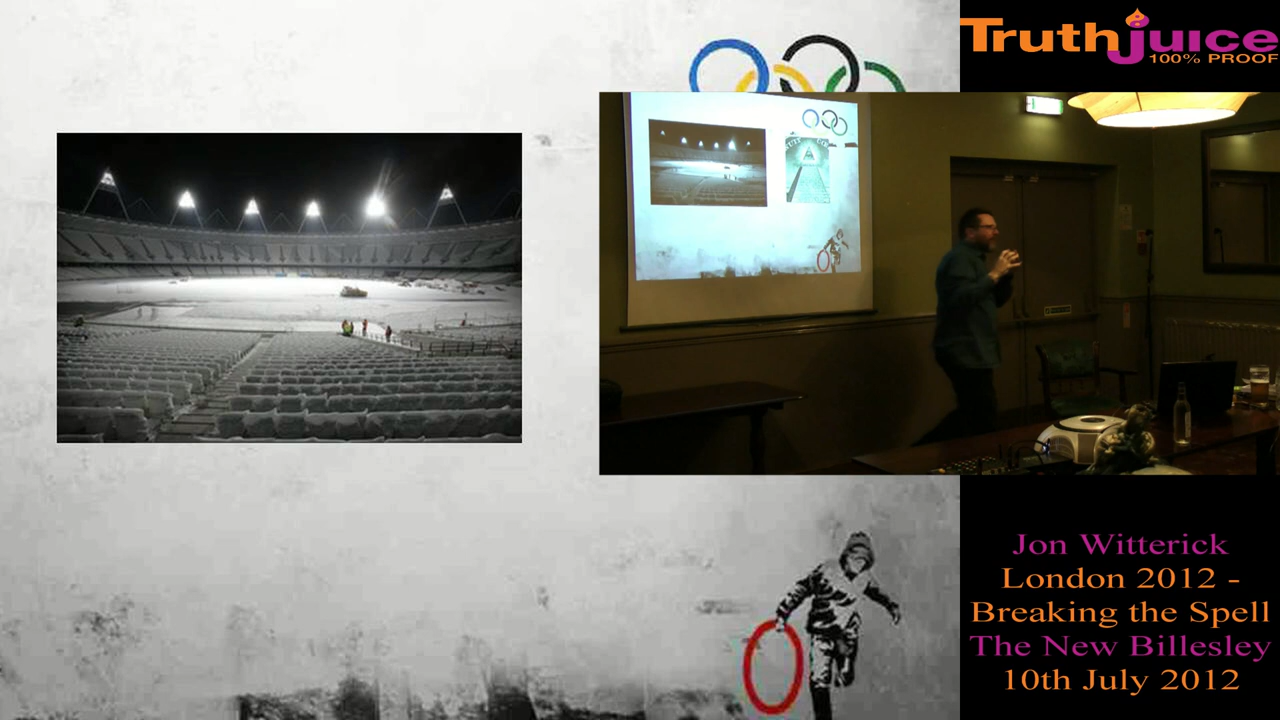 Truthjuice
100% PROOF
Jon Witterick
London 2012 -
Breaking the Spell
The New Billesley
10th July 2012